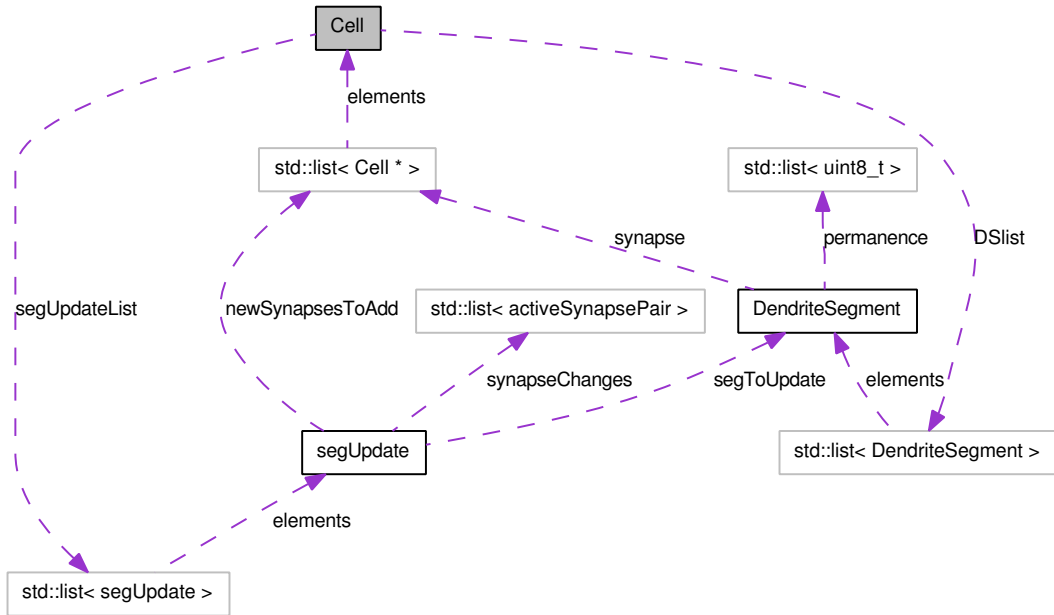 Cell
elements
std::list< Cell * >
std::list< uint8_t >
synapse
permanence
DSlist
segUpdateList
newSynapsesToAdd
std::list< activeSynapsePair >
DendriteSegment
synapseChanges
segToUpdate
elements
segUpdate
std::list< DendriteSegment >
elements
std::list< segUpdate >